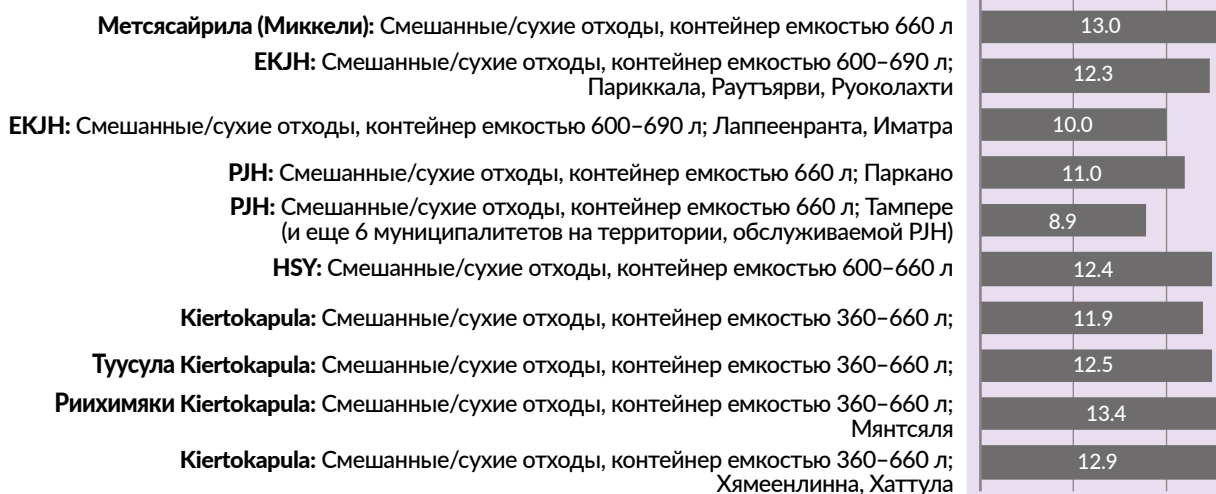 Метсясайрила (Миккели): Смешанные/сухие отходы, контейнер емкостью 660 л 13.0
EKJH: Смешанные/сухие отходы, контейнер емкостью 600–690 л;
Париккала, Раутъярви, Руоколахти 12.3
EKJH: Смешанные/сухие отходы, контейнер емкостью 600–690 л; Лаппеенранта, Иматра 10.0
PJH: Смешанные/сухие отходы, контейнер емкостью 660 л; Паркано 11.0
PJH: Смешанные/сухие отходы, контейнер емкостью 660 л; Тампере
(и еще 6 муниципалитетов на территории, обслуживаемой PJH) 8.9
HSY: Смешанные/сухие отходы, контейнер емкостью 600–660 л 12.4
Kiertokapula: Смешанные/сухие отходы, контейнер емкостью 360–660 л; 11.9
Туусула Kiertokapula: Смешанные/сухие отходы, контейнер емкостью 360–660 л; 12.5
Риихимяки Kiertokapula: Смешанные/сухие отходы, контейнер емкостью 360–660 л;
Мянтсяля 13.4
Kiertokapula: Смешанные/сухие отходы, контейнер емкостью 360–660 л;
Хямеенлинна, Хаттула 12.9